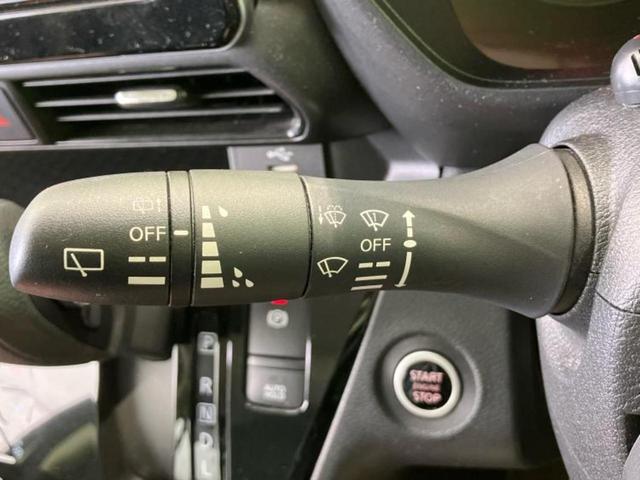 OFF
OFF
P
R
N
D
L
AUTO
HOLD
START
ENGINE
STOP